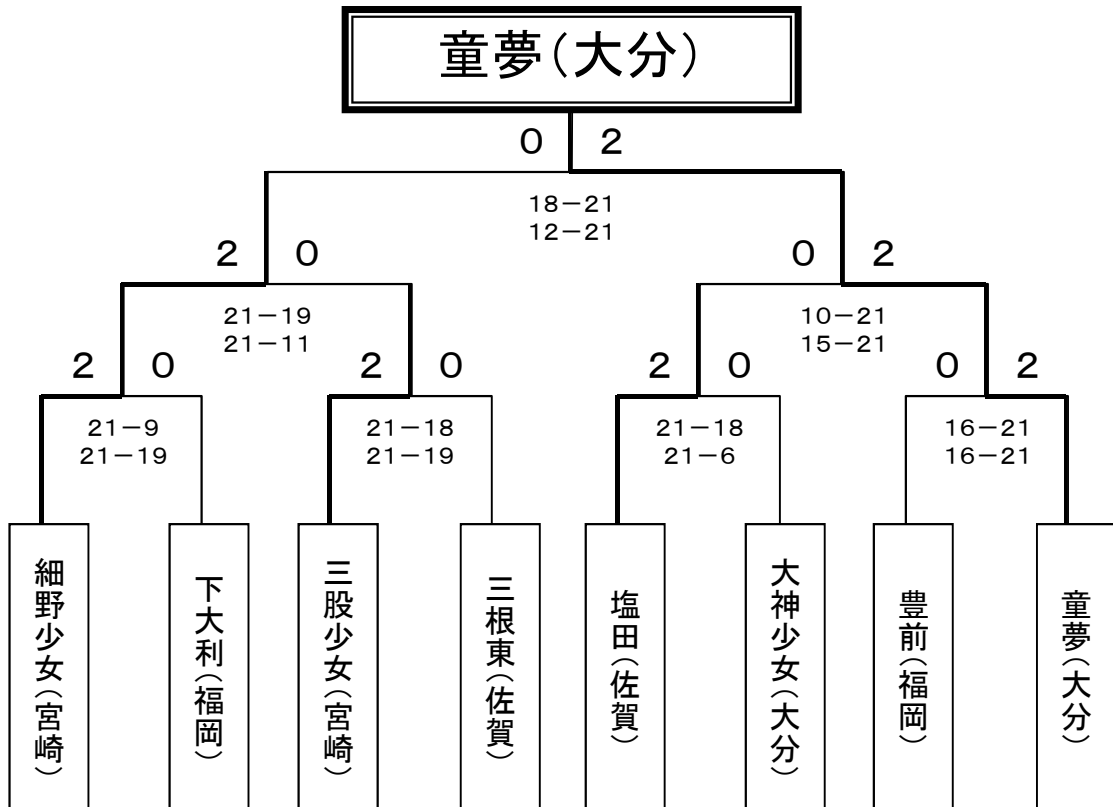 童夢(大分)
0 2
18-21
12-21
2 0
0 2
21-19
21-11
10-21
15-21
2 0
2 0
2 0
0 2
21-9
21-19
21-18
21-19
21-18
21-6
16-21
16-21
細野少女(宮崎)
下大利(福岡)
三股少女(宮崎)
三根東(佐賀)
塩田(佐賀)
大神少女(大分)
豊前(福岡)
童夢(大分)